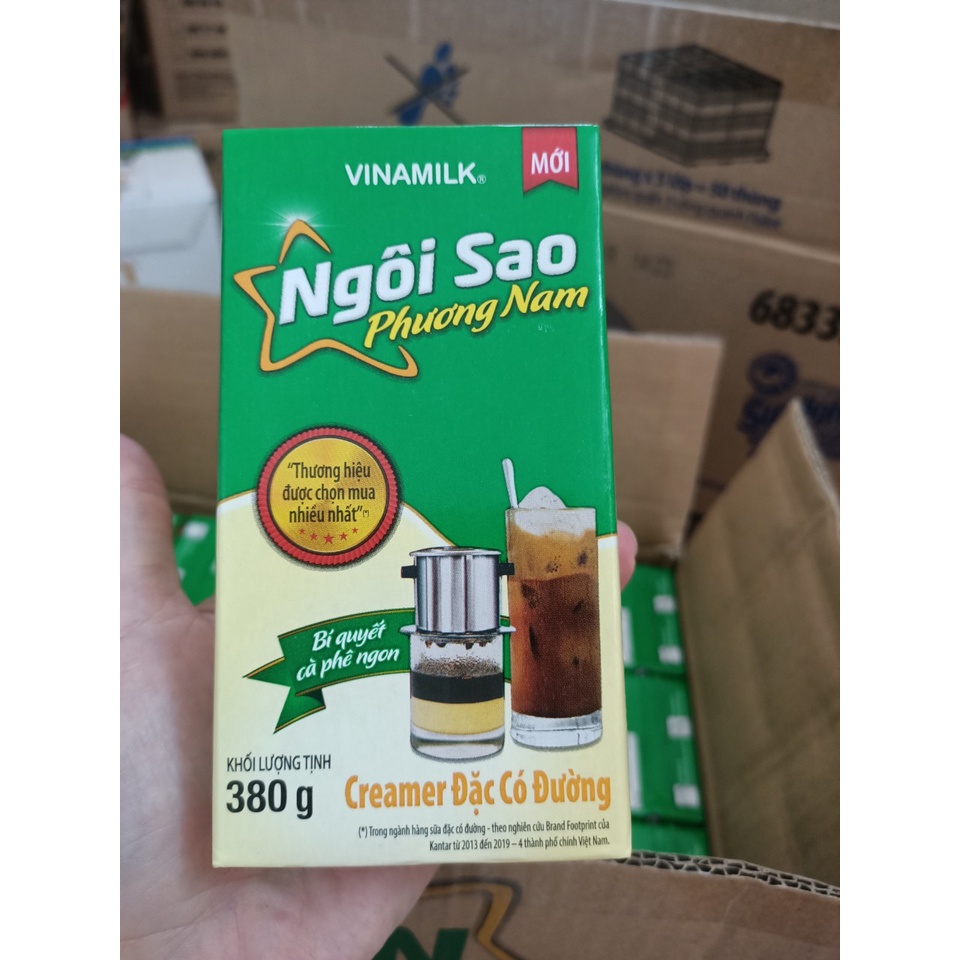 VINAMILK®
MỚI
Ngôi Sao
Phương Nam
“Thương hiệu
được chọn mua
nhiều nhất”(*)
Bí quyết
cà phê ngon
KHỐI LƯỢNG TỊNH
380 g
Creamer Đặc Có Đường
(*) Trong ngành hàng sữa đặc có đường - theo nghiên cứu Brand Footprint của
Kantar từ 2013 đến 2019 – 4 thành phố chính Việt Nam.
6833